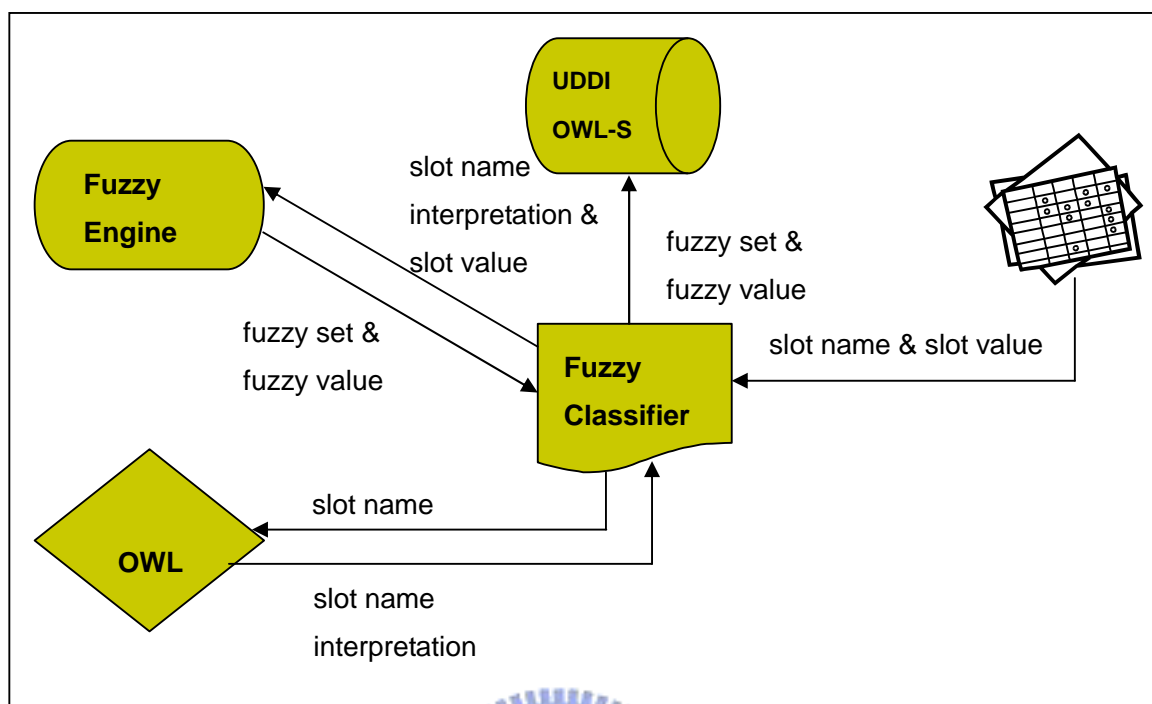 UDDI
OWL-S
Fuzzy
Engine
slot name
interpretation &
slot value
fuzzy set &
fuzzy value
fuzzy set &
fuzzy value
slot name & slot value
Fuzzy
Classifier
slot name
OWL
slot name
interpretation